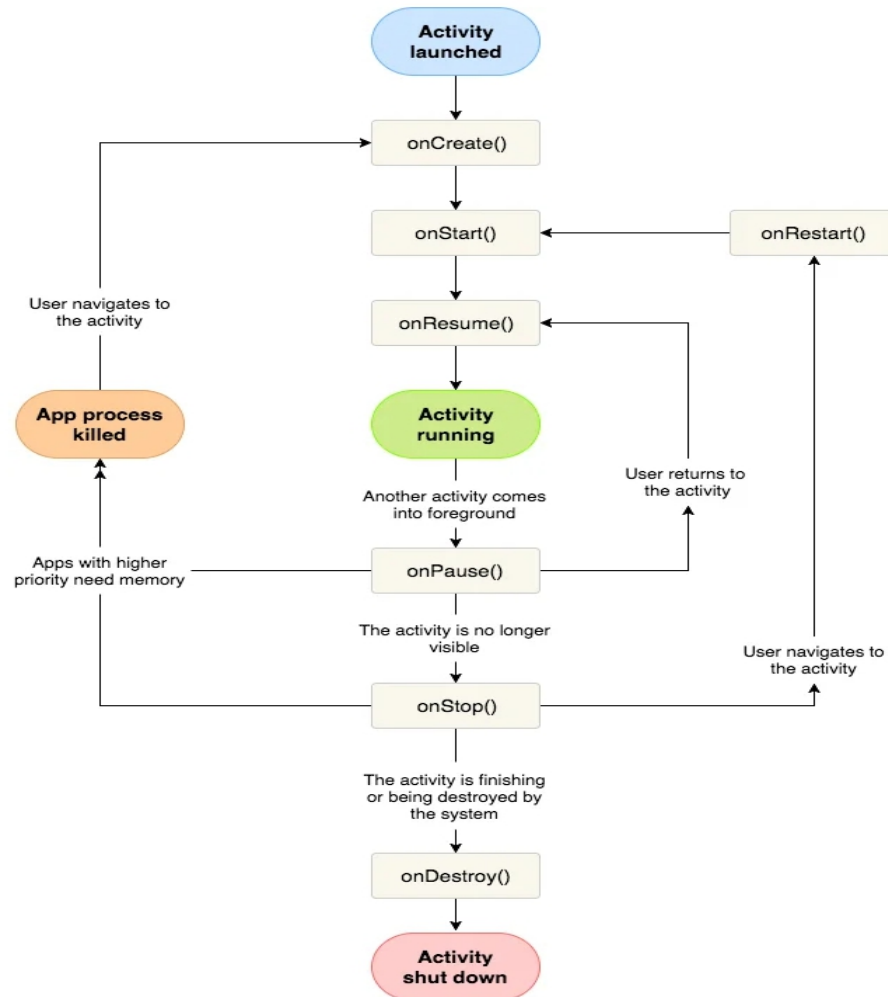 Activity
launched
onCreate()
onStart()
onRestart()
User navigates to
the activity
onResume()
App process
killed
Activity
running
User returns to
the activity
Another activity comes
into foreground
Apps with higher
priority need memory
onPause()
The activity is no longer
visible
User navigates to
the activity
onStop()
The activity is finishing
or being destroyed by
the system
onDestroy()
Activity
shut down